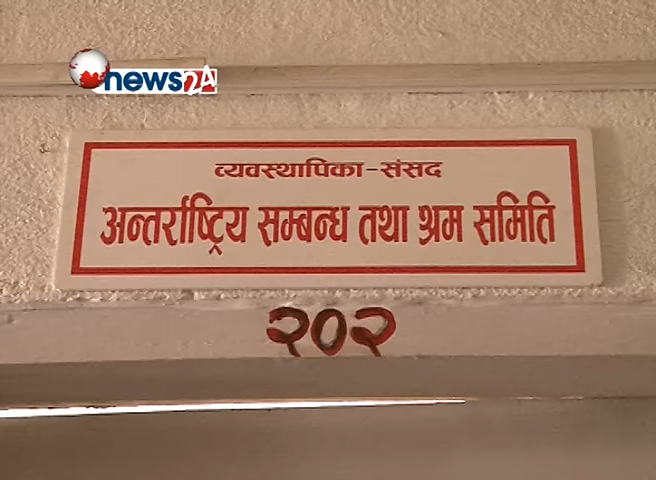 news24
व्यवस्थापिका-संसद
अन्तर्राष्ट्रिय सम्बन्ध तथा श्रम समिति
२०२